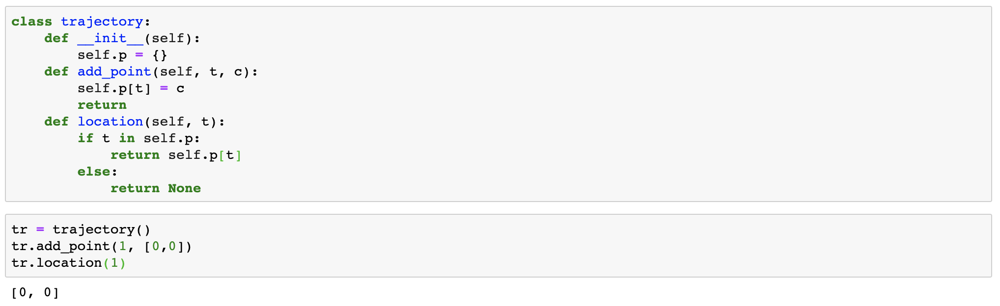 class trajectory:
    def __init__(self):
        self.p = {}
    def add_point(self, t, c):
        self.p[t] = c
        return
    def location(self, t):
        if t in self.p:
            return self.p[t]
        else:
            return None
tr = trajectory()
tr.add_point(1, [0,0])
tr.location(1)
[0, 0]